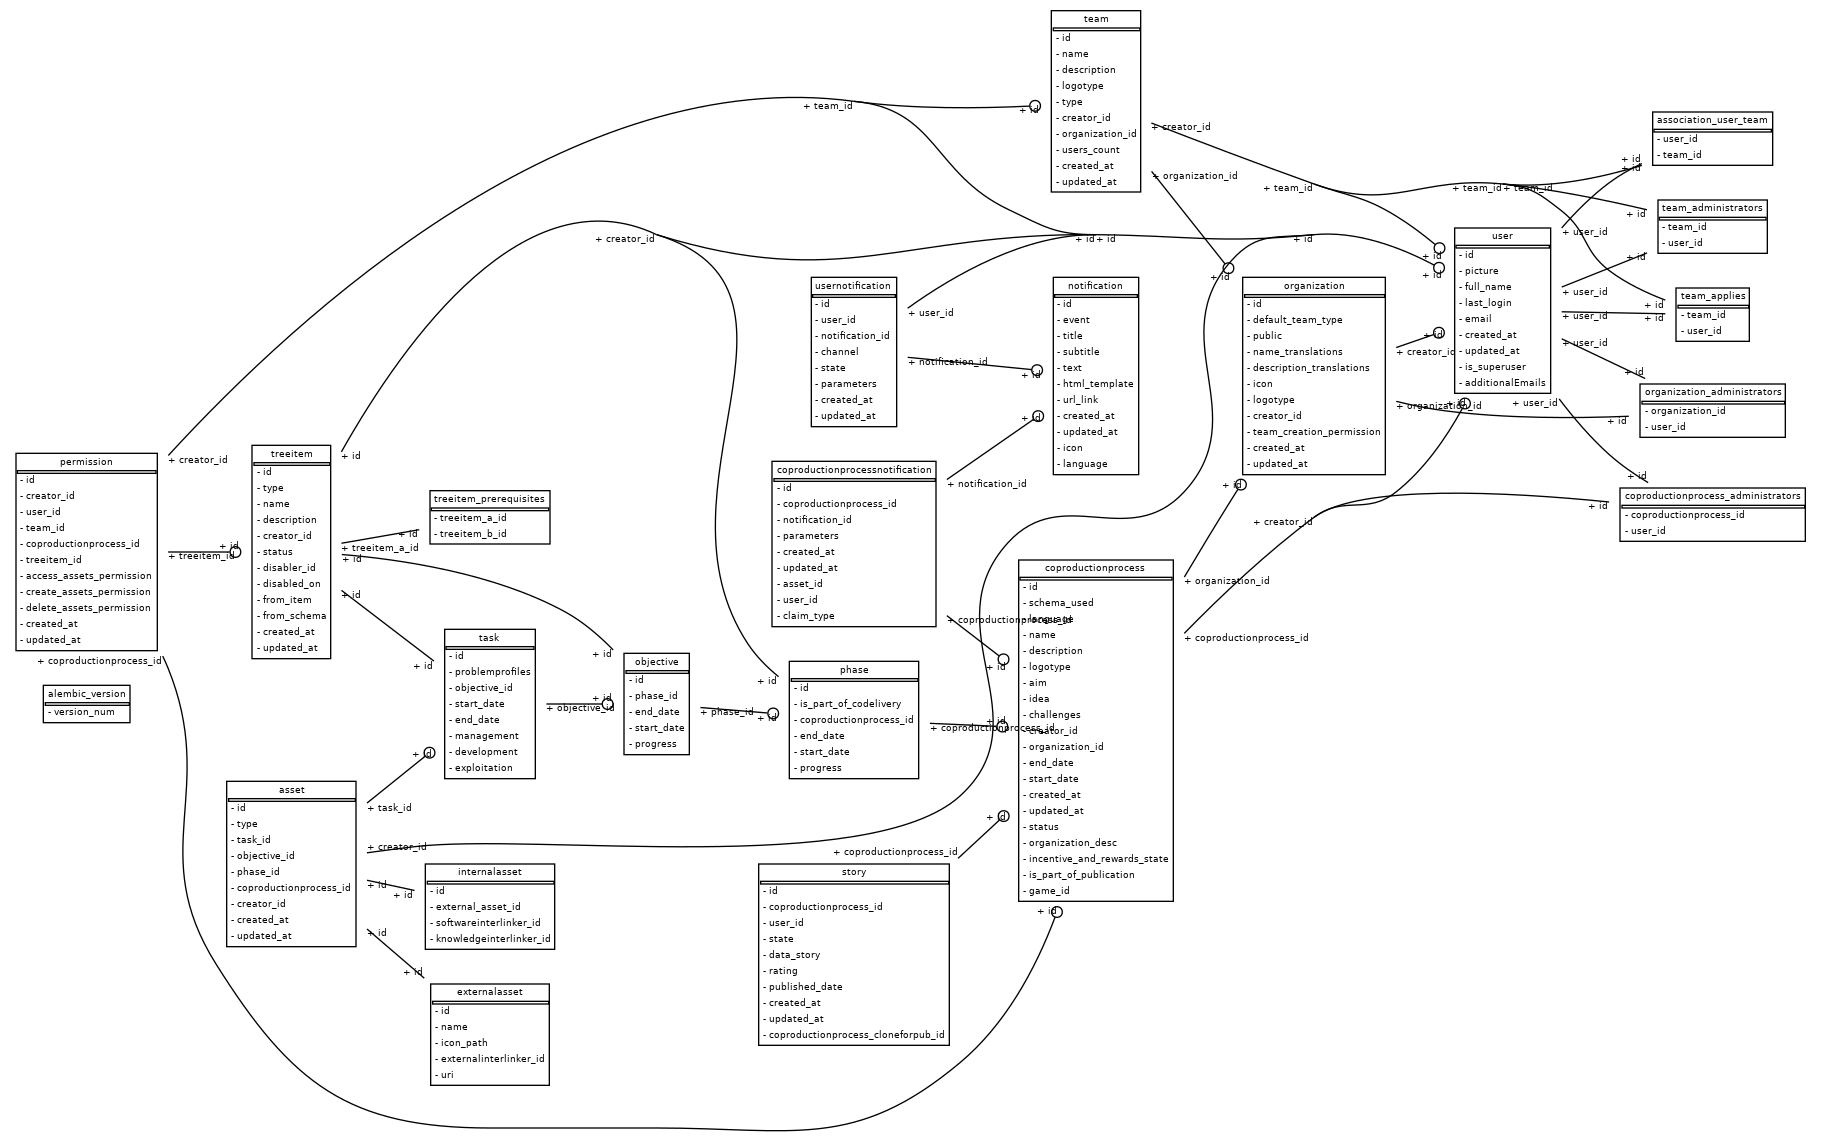 team
- id
- name
- description
- logotype
- type
- creator_id
- organization_id
- users_count
- created_at
- updated_at
+ team_id
+ id
+ creator_id
+ organization_id
+ team_id
+ team_id
+ team_id
association_user_team
- user_id
- team_id
+ id
+ id
team_administrators
- team_id
- user_id
+ id
+ id
team_applies
- team_id
- user_id
+ id
+ id
+ creator_id
+ id
+ id
+ id
+ id
+ id
+ id
user
- id
- picture
- full_name
- last_login
- email
- created_at
- updated_at
- is_superuser
- additionalEmails
+ user_id
+ user_id
+ user_id
+ user_id
+ user_id
+ id
usernotification
- id
- user_id
- notification_id
- channel
- state
- parameters
- created_at
- updated_at
+ user_id
+ notification_id
+ id
+ id
notification
- id
- event
- title
- subtitle
- text
- html_template
- url_link
- created_at
- updated_at
- icon
- language
organization
- id
- default_team_type
- public
- name_translations
- description_translations
- icon
- logotype
- creator_id
- team_creation_permission
- created_at
- updated_at
+ id
+ creator_id
+ organization_id
+ id
+ id
organization_administrators
- organization_id
- user_id
+ id
+ id
coproductionprocess_administrators
- coproductionprocess_id
- user_id
+ id
+ id
+ creator_id
permission
- id
- creator_id
- user_id
- team_id
- coproductionprocess_id
- treeitem_id
- access_assets_permission
- create_assets_permission
- delete_assets_permission
- created_at
- updated_at
+ creator_id
+ id
+ treeitem_id
+ coproductionprocess_id
treeitem
- id
- type
- name
- description
- creator_id
- status
- disabler_id
- disabled_on
- from_item
- from_schema
- created_at
- updated_at
+ id
+ treeitem_a_id
+ id
+ id
treeitem_prerequisites
- treeitem_a_id
- treeitem_b_id
+ id
coproductionprocessnotification
- id
- coproductionprocess_id
- notification_id
- parameters
- created_at
- updated_at
- asset_id
- user_id
- claim_type
+ notification_id
+ coproductionprocess_id
+ id
coproductionprocess
- id
- schema_used
- language
- name
- description
- logotype
- aim
- idea
- challenges
- creator_id
- organization_id
- end_date
- start_date
- created_at
- updated_at
- status
- organization_desc
- incentive_and_rewards_state
- is_part_of_publication
- game_id
+ organization_id
+ coproductionprocess_id
+ id
alembic_version
- version_num
task
- id
- problemprofiles
- objective_id
- start_date
- end_date
- management
- development
- exploitation
+ id
+ id
+ objective_id
+ id
objective
- id
- phase_id
- end_date
- start_date
- progress
+ id
+ phase_id
+ id
+ id
phase
- id
- is_part_of_codelivery
- coproductionprocess_id
- end_date
- start_date
- progress
+ id
+ coproductionprocess_id
asset
- id
- type
- task_id
- objective_id
- phase_id
- coproductionprocess_id
- creator_id
- created_at
- updated_at
+ task_id
+ creator_id
+ id
+ id
+ id
+ id
internalasset
- id
- external_asset_id
- softwareinterlinker_id
- knowledgeinterlinker_id
externalasset
- id
- name
- icon_path
- externalinterlinker_id
- uri
+ id
+ coproductionprocess_id
story
- id
- coproductionprocess_id
- user_id
- state
- data_story
- rating
- published_date
- created_at
- updated_at
- coproductionprocess_cloneforpub_id